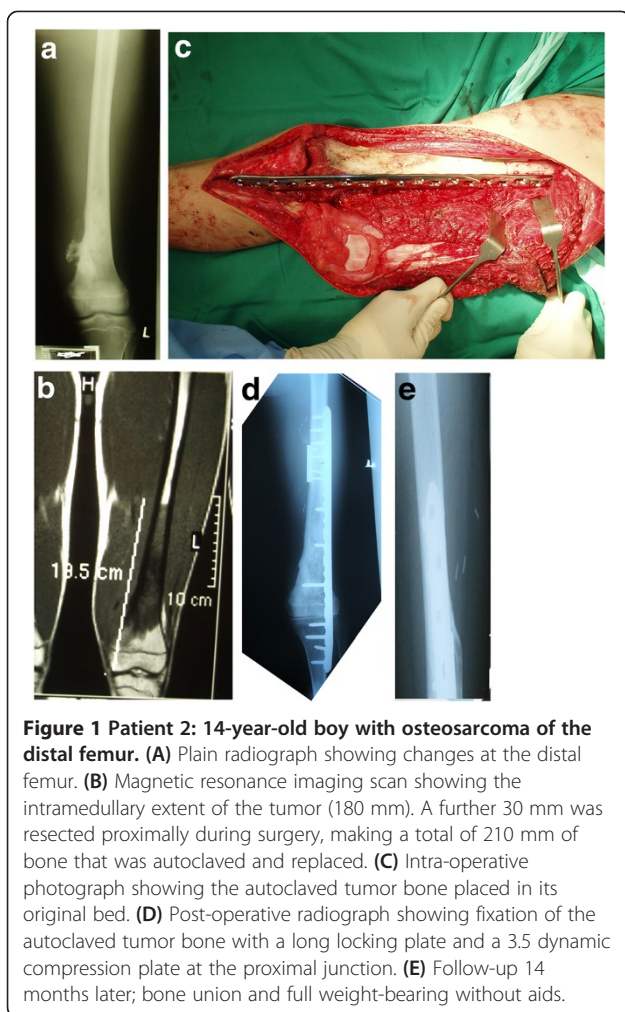 a
c
L
b
H
d
e
L
19.5 cm
10 cm
Figure 1 Patient 2: 14-year-old boy with osteosarcoma of the
distal femur. (A) Plain radiograph showing changes at the distal
femur. (B) Magnetic resonance imaging scan showing the
intramedullary extent of the tumor (180 mm). A further 30 mm was
resected proximally during surgery, making a total of 210 mm of
bone that was autoclaved and replaced. (C) Intra-operative
photograph showing the autoclaved tumor bone placed in its
original bed. (D) Post-operative radiograph showing fixation of the
autoclaved tumor bone with a long locking plate and a 3.5 dynamic
compression plate at the proximal junction. (E) Follow-up 14
months later; bone union and full weight-bearing without aids.